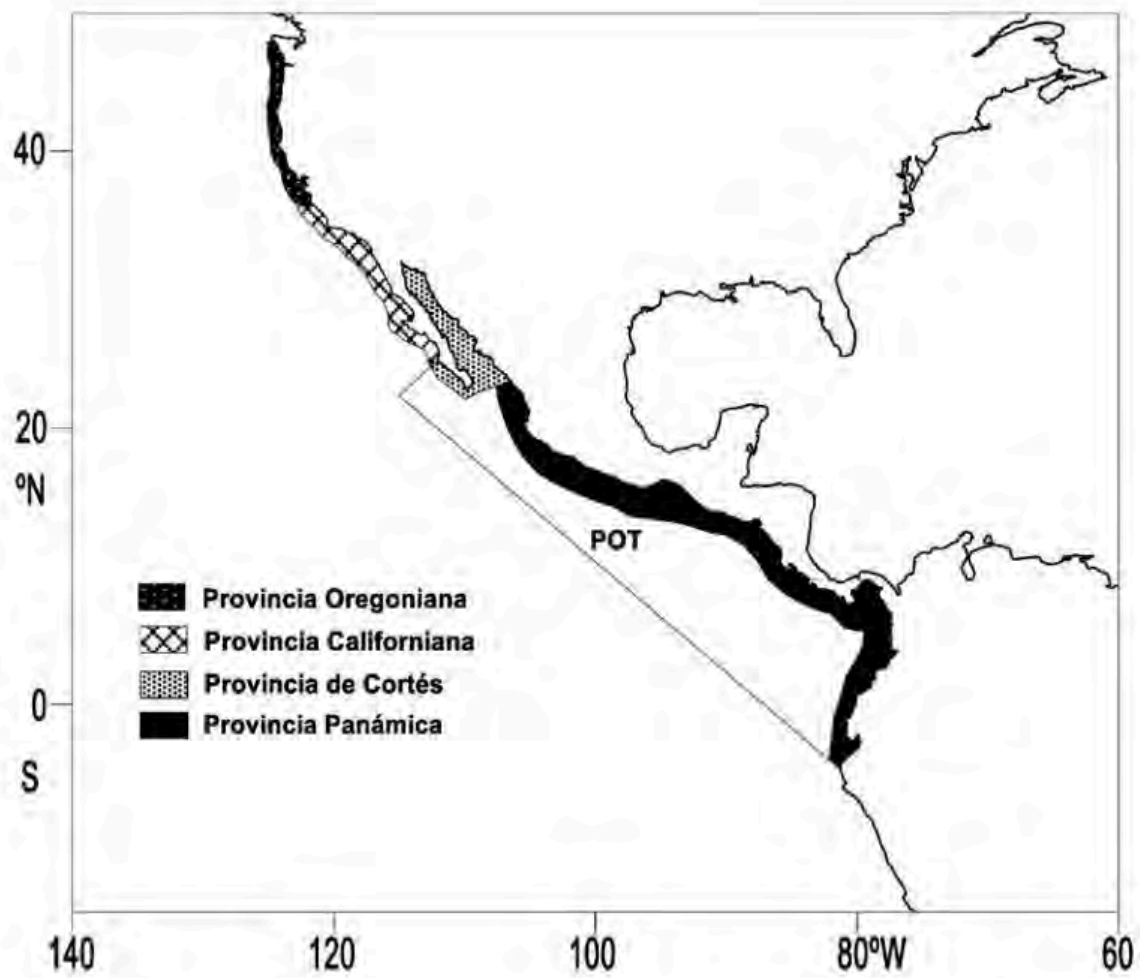 40
20
ºN
POT
Provincia Oregoniana
Provincia Californiana
Provincia de Cortés
0
Provincia Panámica
S
140
120
100
80ºW
60